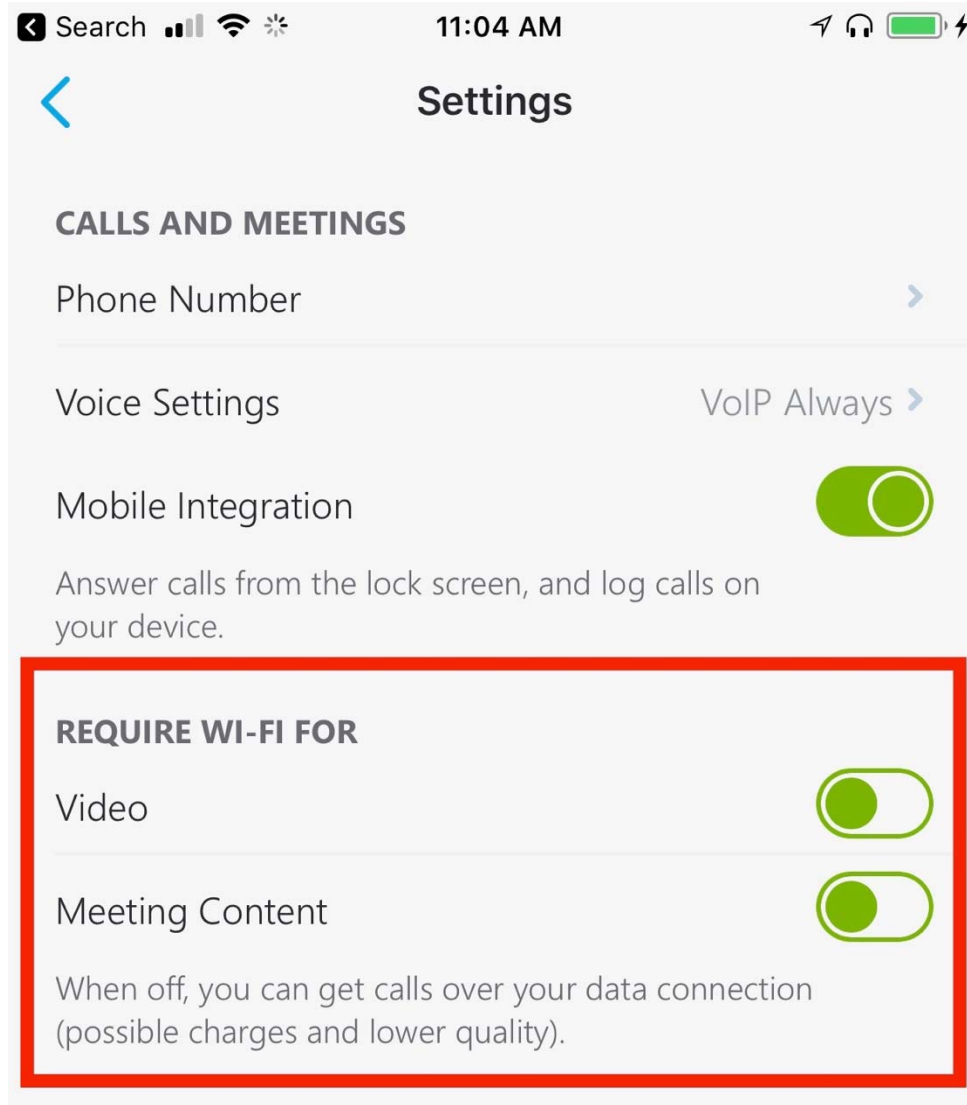 Search 11:04 AM
Settings
CALLS AND MEETINGS
Phone Number
Voice Settings VoIP Always
Mobile Integration
Answer calls from the lock screen, and log calls on
your device.
REQUIRE WI-FI FOR
Video
Meeting Content
When off, you can get calls over your data connection
(possible charges and lower quality).